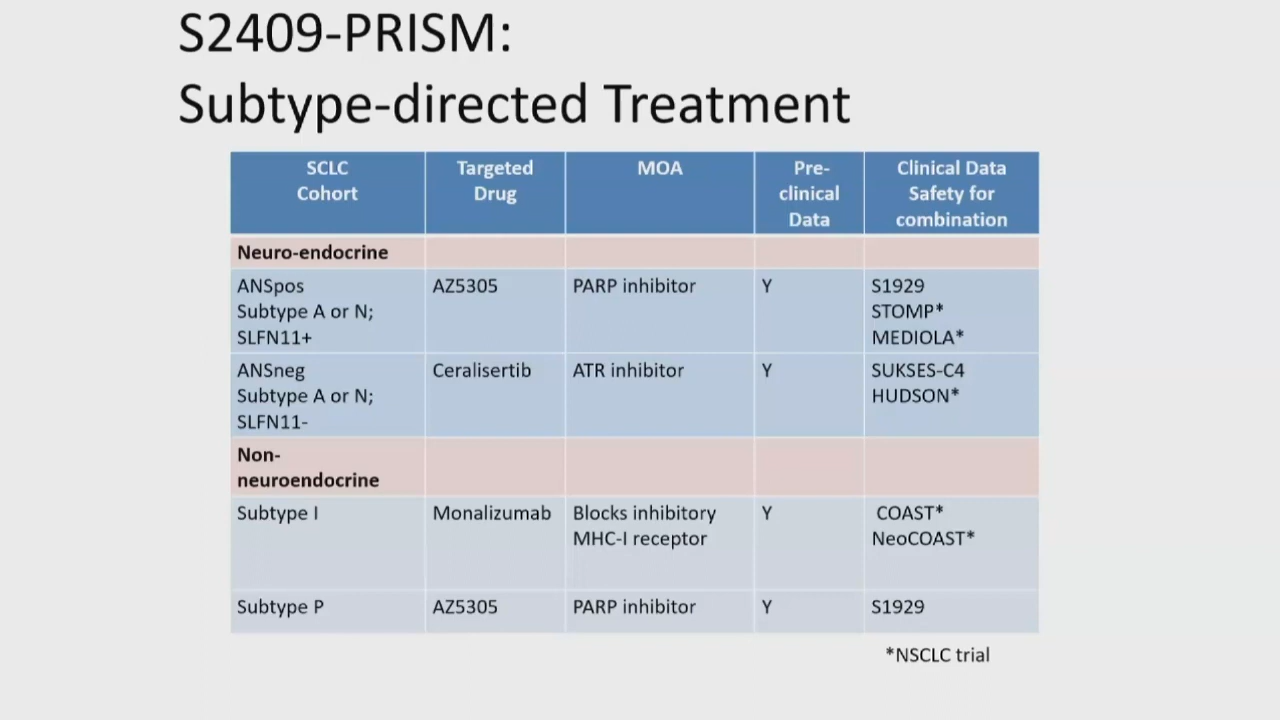 S2409-PRISM:
Subtype-directed Treatment
SCLC Cohort
Targeted Drug
MOA
Pre-clinical Data
Clinical Data Safety for combination
Neuro-endocrine
ANSpos
Subtype A or N;
SLFN11+
AZ5305
PARP inhibitor
Y
S1929
STOMP*
MEDIOLA*
ANSneg
Subtype A or N;
SLFN11-
Ceralisertib
ATR inhibitor
Y
SUKSES-C4
HUDSON*
Non-
neuroendocrine
Subtype I
Monalizumab
Blocks inhibitory
MHC-I receptor
Y
COAST*
NeoCOAST*
Subtype P
AZ5305
PARP inhibitor
Y
S1929
*NSCLC trial